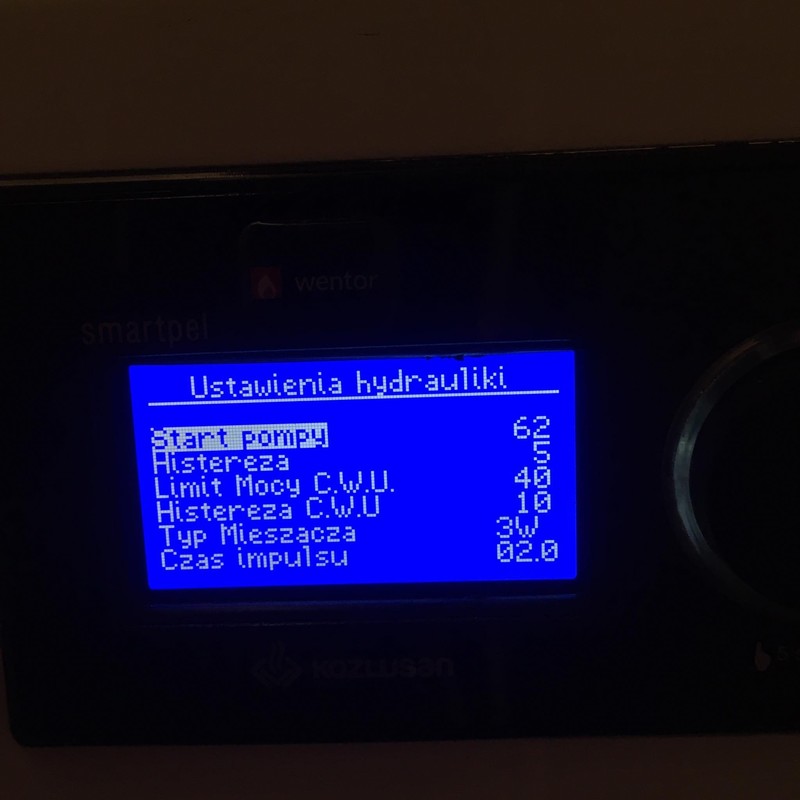 wentor
smartpel
Ustawienia hydrauliki
Start pompy 62
Histereza 5
Limit Mocy C.W.U. 40
Histereza C.W.U 10
Typ Mieszacza 3W
Czas impulsu 02.0